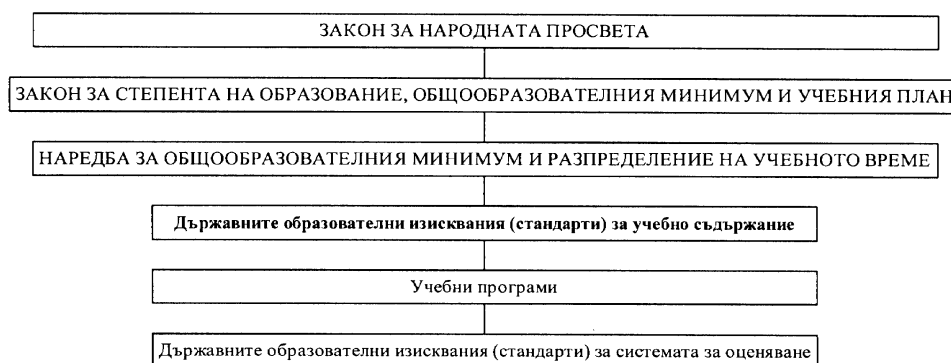 ЗАКОН ЗА НАРОДНАТА ПРОСВЕТА
ЗАКОН ЗА СТЕПЕНТА НА ОБРАЗОВАНИЕ, ОБЩООБРАЗОВАТЕЛНИЯ МИНИМУМ И УЧЕБНИЯ ПЛАН
НАРЕДБА ЗА ОБЩООБРАЗОВАТЕЛНИЯ МИНИМУМ И РАЗПРЕДЕЛЕНИЕ НА УЧЕБНОТО ВРЕМЕ
Държавните образователни изисквания (стандарти) за учебно съдържание
Учебни програми
Държавните образователни изисквания (стандарти) за системата за оценяване